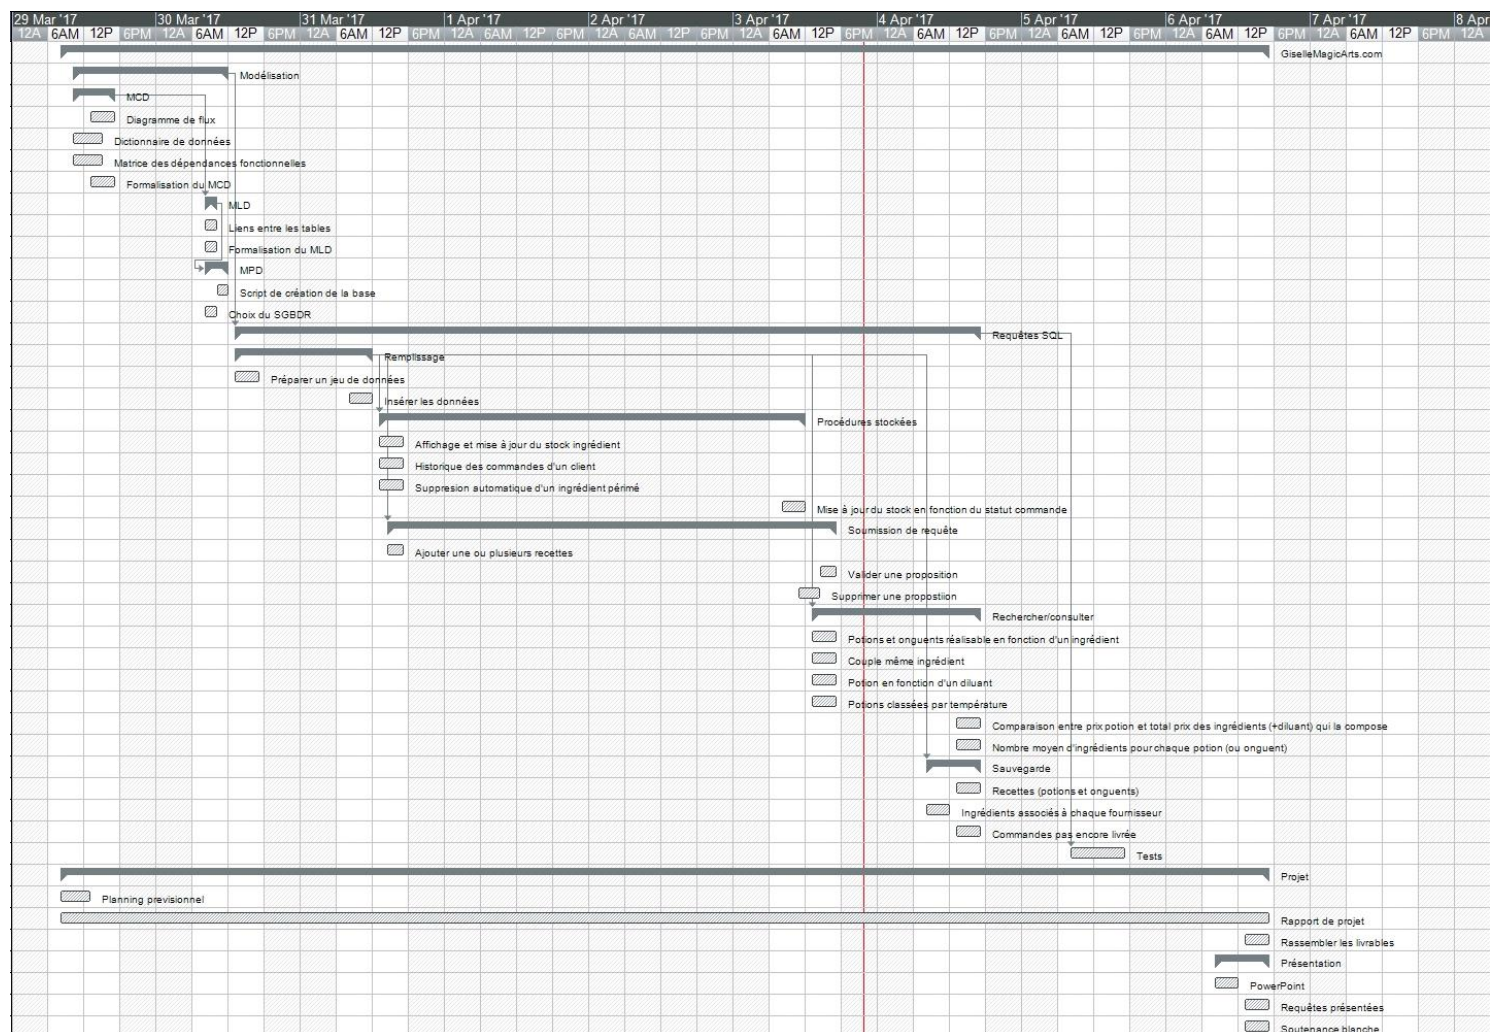 29 Mar '17 30 Mar '17 31 Mar '17 1 Apr '17 2 Apr '17 3 Apr '17 4 Apr '17 5 Apr '17 6 Apr '17 7 Apr '17 8 Apr
12A 6AM 12P 6PM 12A 6AM 12P 6PM 12A 6AM 12P 6PM 12A 6AM 12P 6PM 12A 6AM 12P 6PM 12A 6AM 12P 6PM 12A 6AM 12P 6PM 12A 6AM 12P 6PM 12A 6AM 12P 6PM 12A 6AM 12P 6PM 12A
GiselleMagicArts.com
Modélisation
MCD
Diagramme de flux
Dictionnaire de données
Matrice des dépendances fonctionnelles
Formalisation du MCD
MLD
Liens entre les tables
Formalisation du MLD
MPD
Script de création de la base
Choix du SGBDR
Requêtes SQL
Remplissage
Préparer un jeu de données
Insérer les données
Procédures stockées
Affichage et mise à jour du stock ingrédient
Historique des commandes d'un client
Suppresion automatique d'un ingrédient périmé
Mise à jour du stock en fonction du statut commande
Soumission de requête
Ajouter une ou plusieurs recettes
Valider une proposition
Supprimer une propostiion
Rechercher/consulter
Potions et onguents réalisable en fonction d'un ingrédient
Couple même ingrédient
Potion en fonction d'un diluant
Potions classées par température
Comparaison entre prix potion et total prix des ingrédients (+diluant) qui la compose
Nombre moyen d'ingrédients pour chaque potion (ou onguent)
Sauvegarde
Recettes (potions et onguents)
Ingrédients associés à chaque fournisseur
Commandes pas encore livrée
Tests
Projet
Planning previsionnel
Rapport de projet
Rassembler les livrables
Présentation
PowerPoint
Requêtes présentées
Soutenance blanche